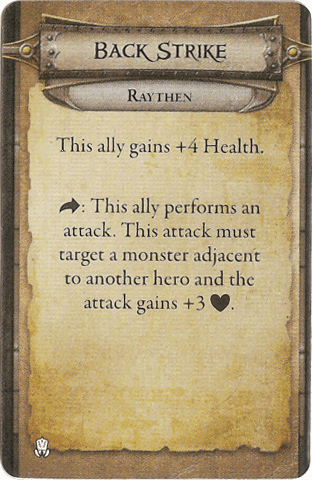 Back Strike
Raythen
This ally gains +4 Health.
: This ally performs an
attack. This attack must
target a monster adjacent
to another hero and the
attack gains +3 .